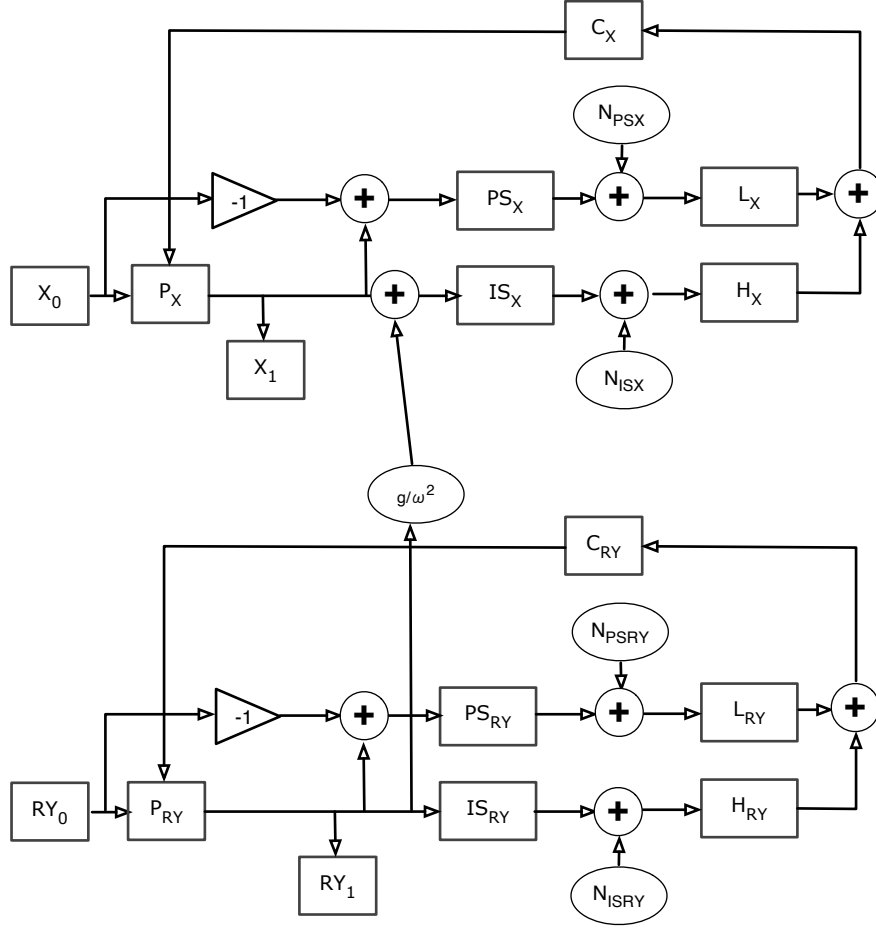 C_X
N_PSX
-1
+
PS_X
+
L_X
+
X_0
P_X
+
IS_X
+
H_X
X_1
N_ISX
g/ω^2
C_RY
N_PSRY
-1
+
PS_RY
+
L_RY
+
RY_0
P_RY
IS_RY
+
H_RY
RY_1
N_ISRY